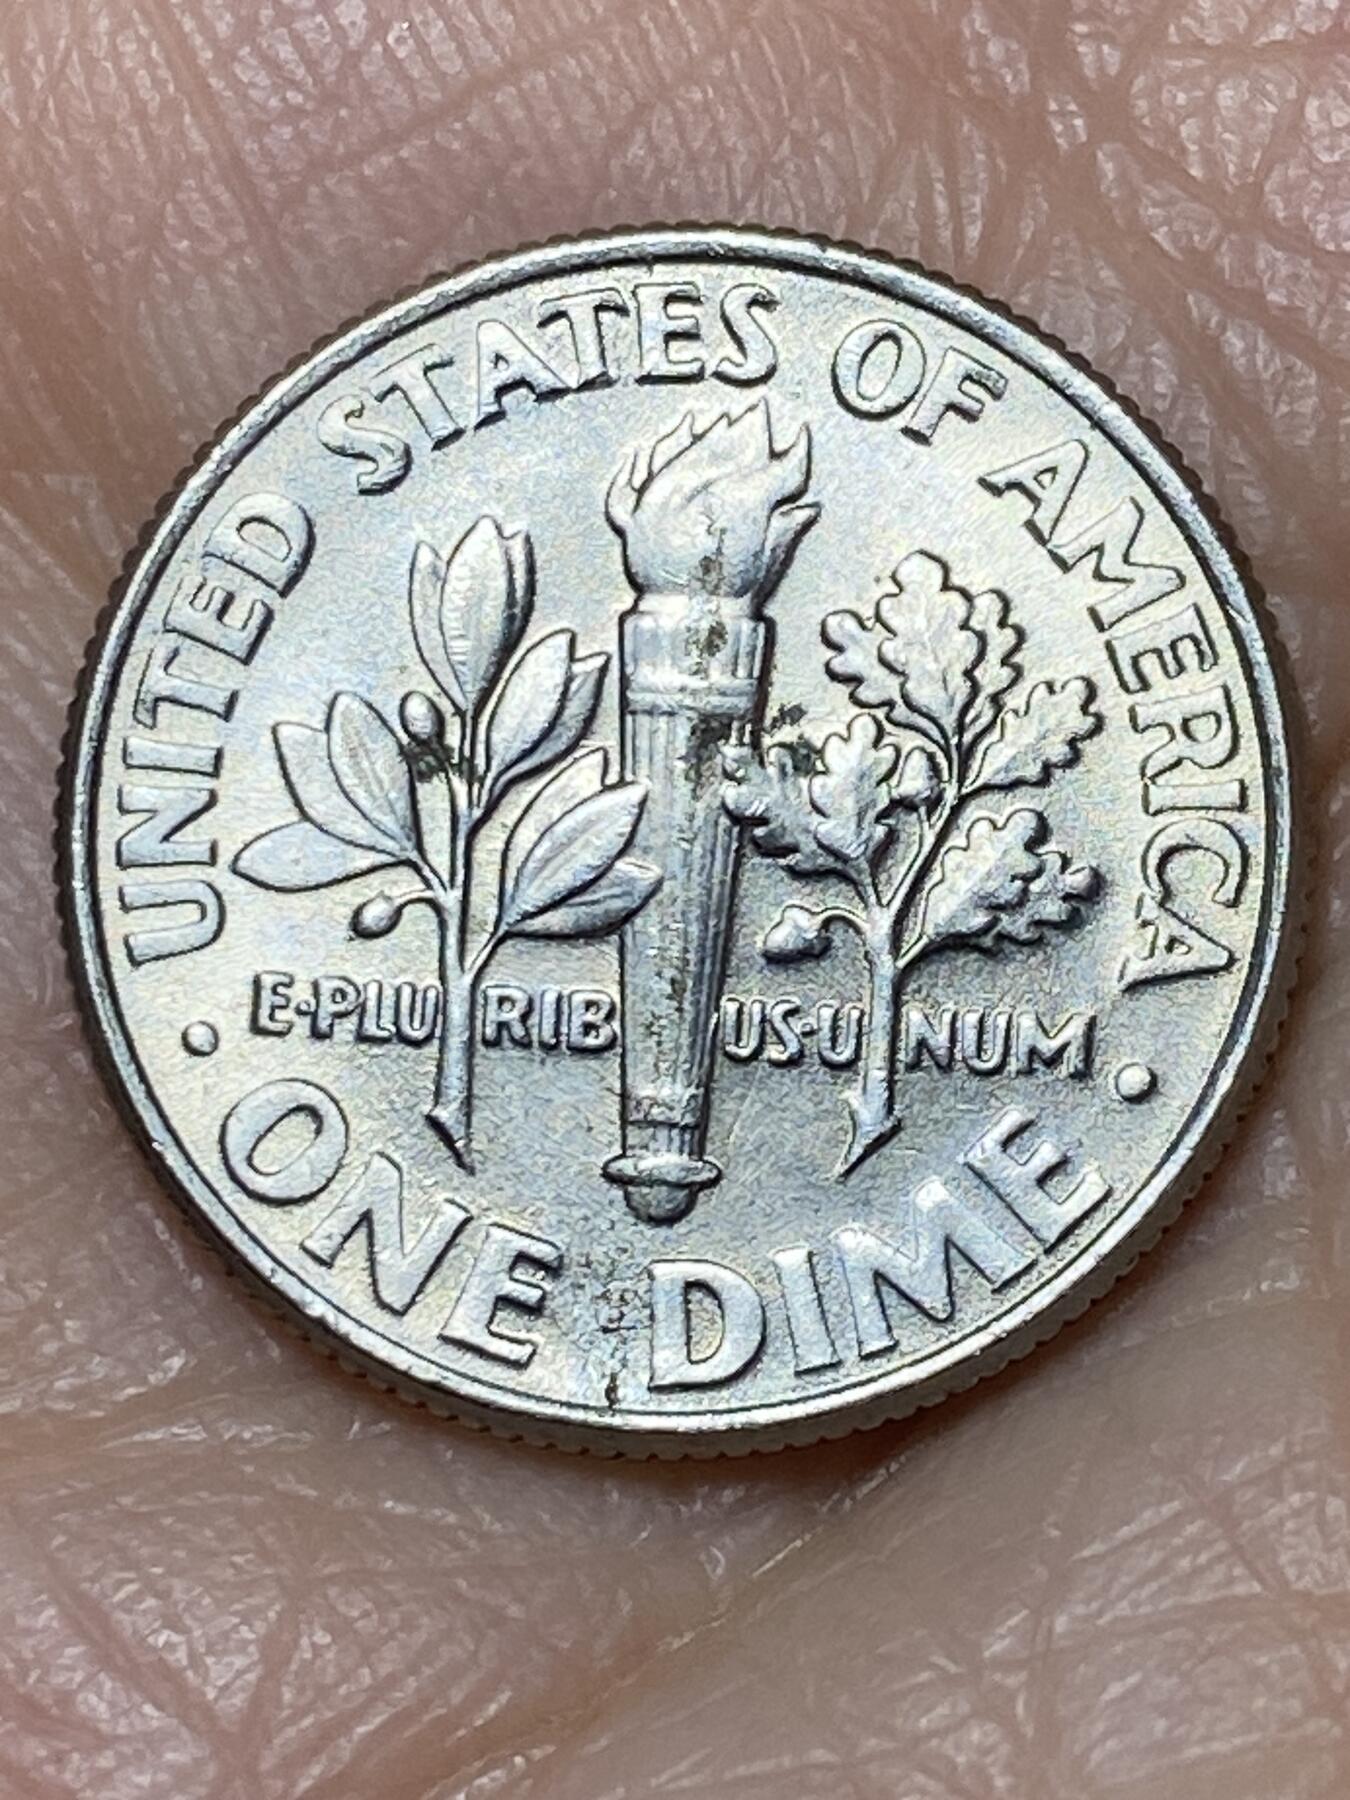 UNITED STATES OF AMERICA
E·PLURIBUS·UNUM
• ONE DIME •